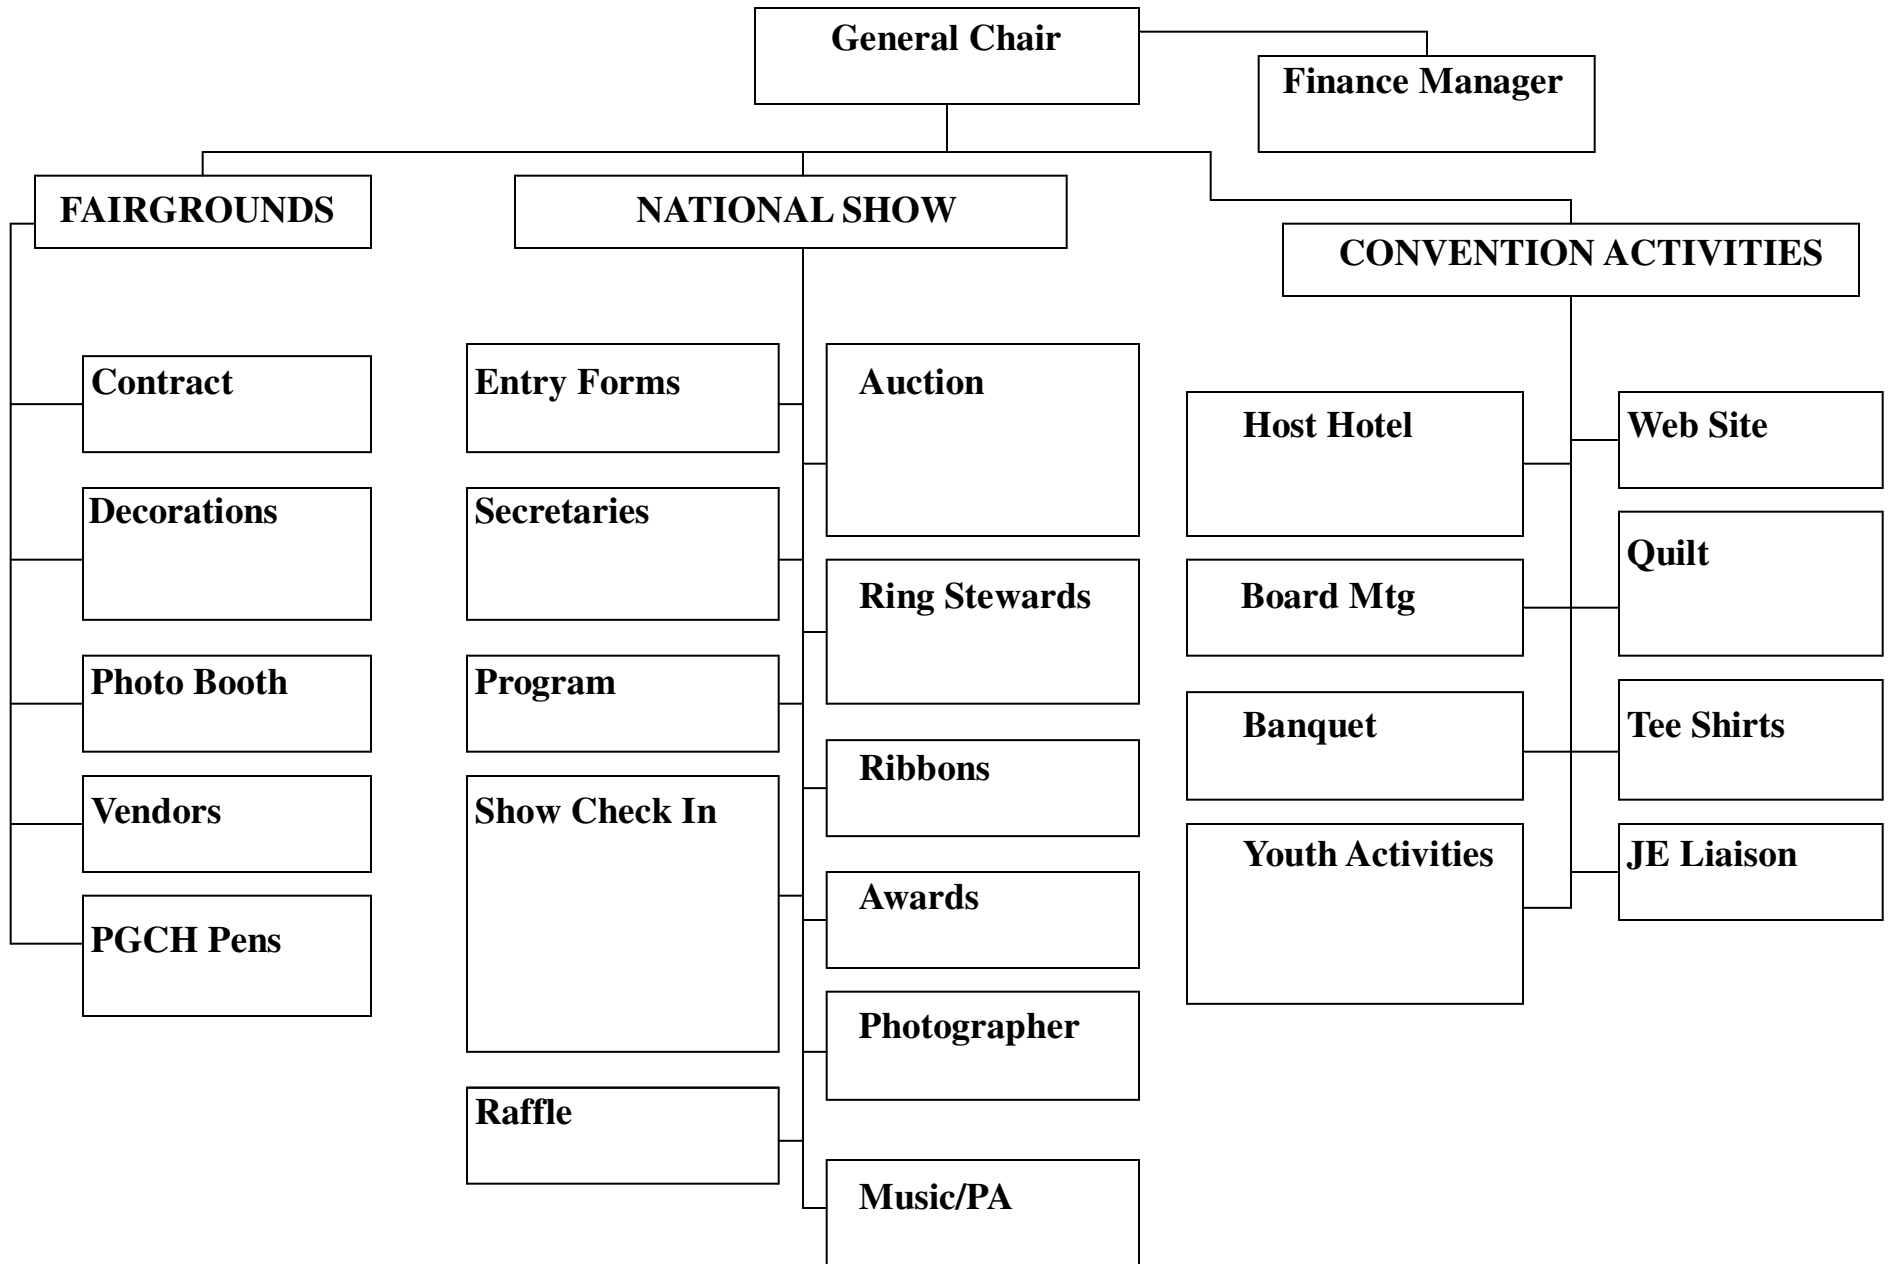 General Chair
Finance Manager
FAIRGROUNDS
NATIONAL SHOW
CONVENTION ACTIVITIES
Contract
Decorations
Photo Booth
Vendors
PGCH Pens
Entry Forms
Secretaries
Program
Show Check In
Raffle
Auction
Ring Stewards
Ribbons
Awards
Photographer
Music/PA
Host Hotel
Board Mtg
Banquet
Youth Activities
Web Site
Quilt
Tee Shirts
JE Liaison